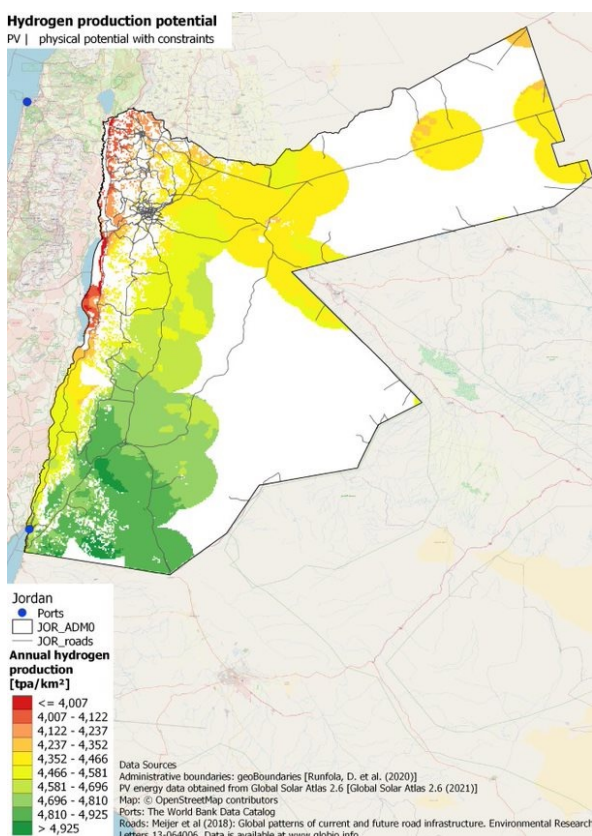 Hydrogen production potential
PV | physical potential with constraints
Jordan
Ports
JOR_ADM0
JOR_roads
Annual hydrogen
production
[tpa/km²]
<= 4,007
4,007 - 4,122
4,122 - 4,237
4,237 - 4,352
4,352 - 4,466
4,466 - 4,581
4,581 - 4,696
4,696 - 4,810
4,810 - 4,925
> 4,925
Data Sources
Administrative boundaries: geoBoundaries [Runfola, D. et al. (2020)]
PV energy data obtained from Global Solar Atlas 2.6 [Global Solar Atlas 2.6 (2021)]
Map: © OpenStreetMap contributors
Ports: The World Bank Data Catalog
Roads: Meijer et al (2018): Global patterns of current and future road infrastructure. Environmental Research
Letters 13-064006. Data is available at www.globio.info